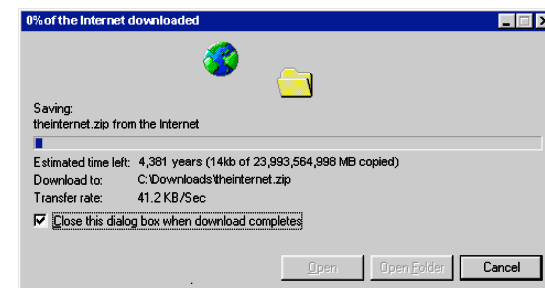 0% of the Internet downloaded
Saving:
theinternet.zip from the Internet
Estimated time left: 4,381 years (14kb of 23,993,564,998 MB copied)
Download to: C:\Downloads\theinternet.zip
Transfer rate: 41.2 KB/Sec
Close this dialog box when download completes
Open Open Folder Cancel